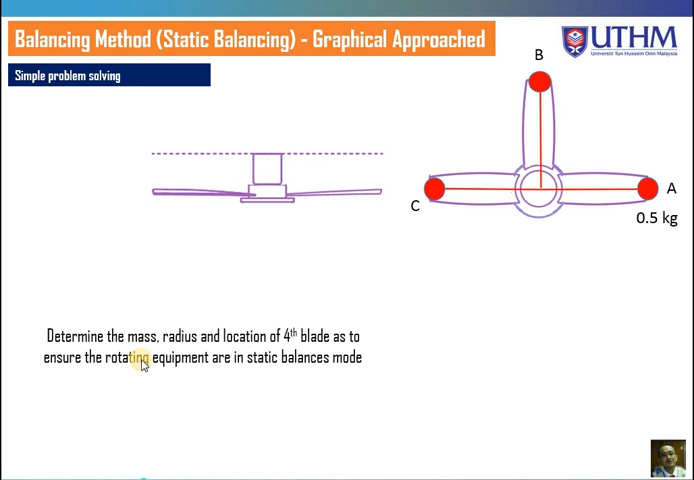 Balancing Method (Static Balancing) - Graphical Approached
UTHM
Universiti Tun Hussein Onn Malaysia
Simple problem solving
B
A
C
0.5 kg
Determine the mass, radius and location of 4th blade as to
ensure the rotating equipment are in static balances mode